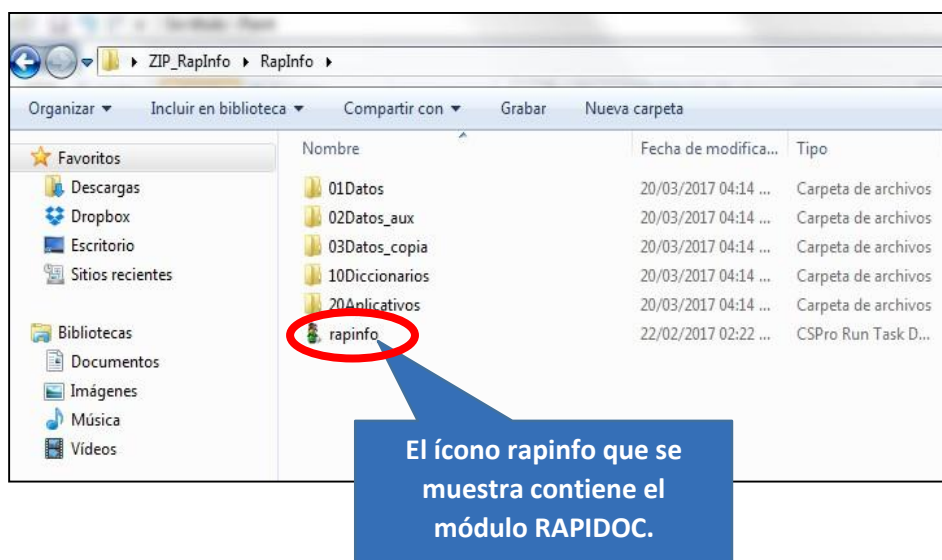 ZIP_RapInfo ▸ RapInfo ▸
Organizar ▾ Incluir en biblioteca ▾ Compartir con ▾ Grabar Nueva carpeta
Favoritos
Descargas
Dropbox
Escritorio
Sitios recientes
Bibliotecas
Documentos
Imágenes
Música
Vídeos
Nombre Fecha de modifica... Tipo
01Datos 20/03/2017 04:14 ... Carpeta de archivos
02Datos_aux 20/03/2017 04:14 ... Carpeta de archivos
03Datos_copia 20/03/2017 04:14 ... Carpeta de archivos
10Diccionarios 20/03/2017 04:14 ... Carpeta de archivos
20Aplicativos 20/03/2017 04:14 ... Carpeta de archivos
rapinfo 22/02/2017 02:22 ... CSPro Run Task D...
El ícono rapinfo que se
muestra contiene el
módulo RAPIDOC.